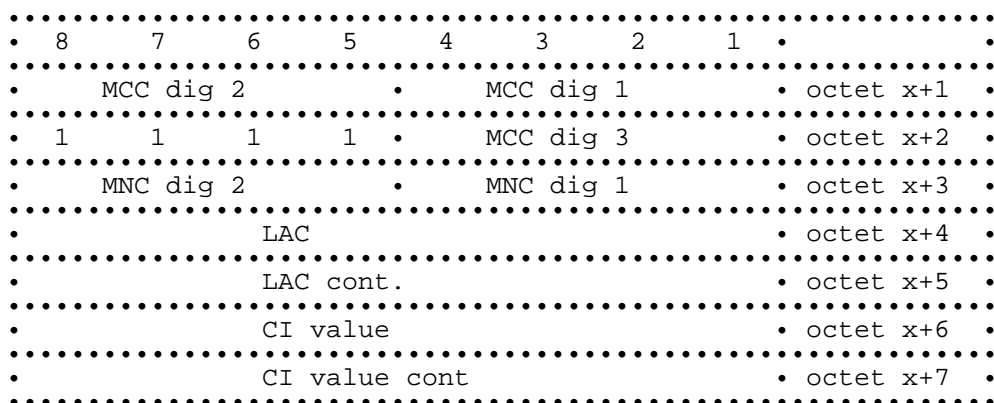 8 7 6 5 4 3 2 1
MCC dig 2 MCC dig 1 octet x+1
1 1 1 1 MCC dig 3 octet x+2
MNC dig 2 MNC dig 1 octet x+3
LAC octet x+4
LAC cont. octet x+5
CI value octet x+6
CI value cont octet x+7